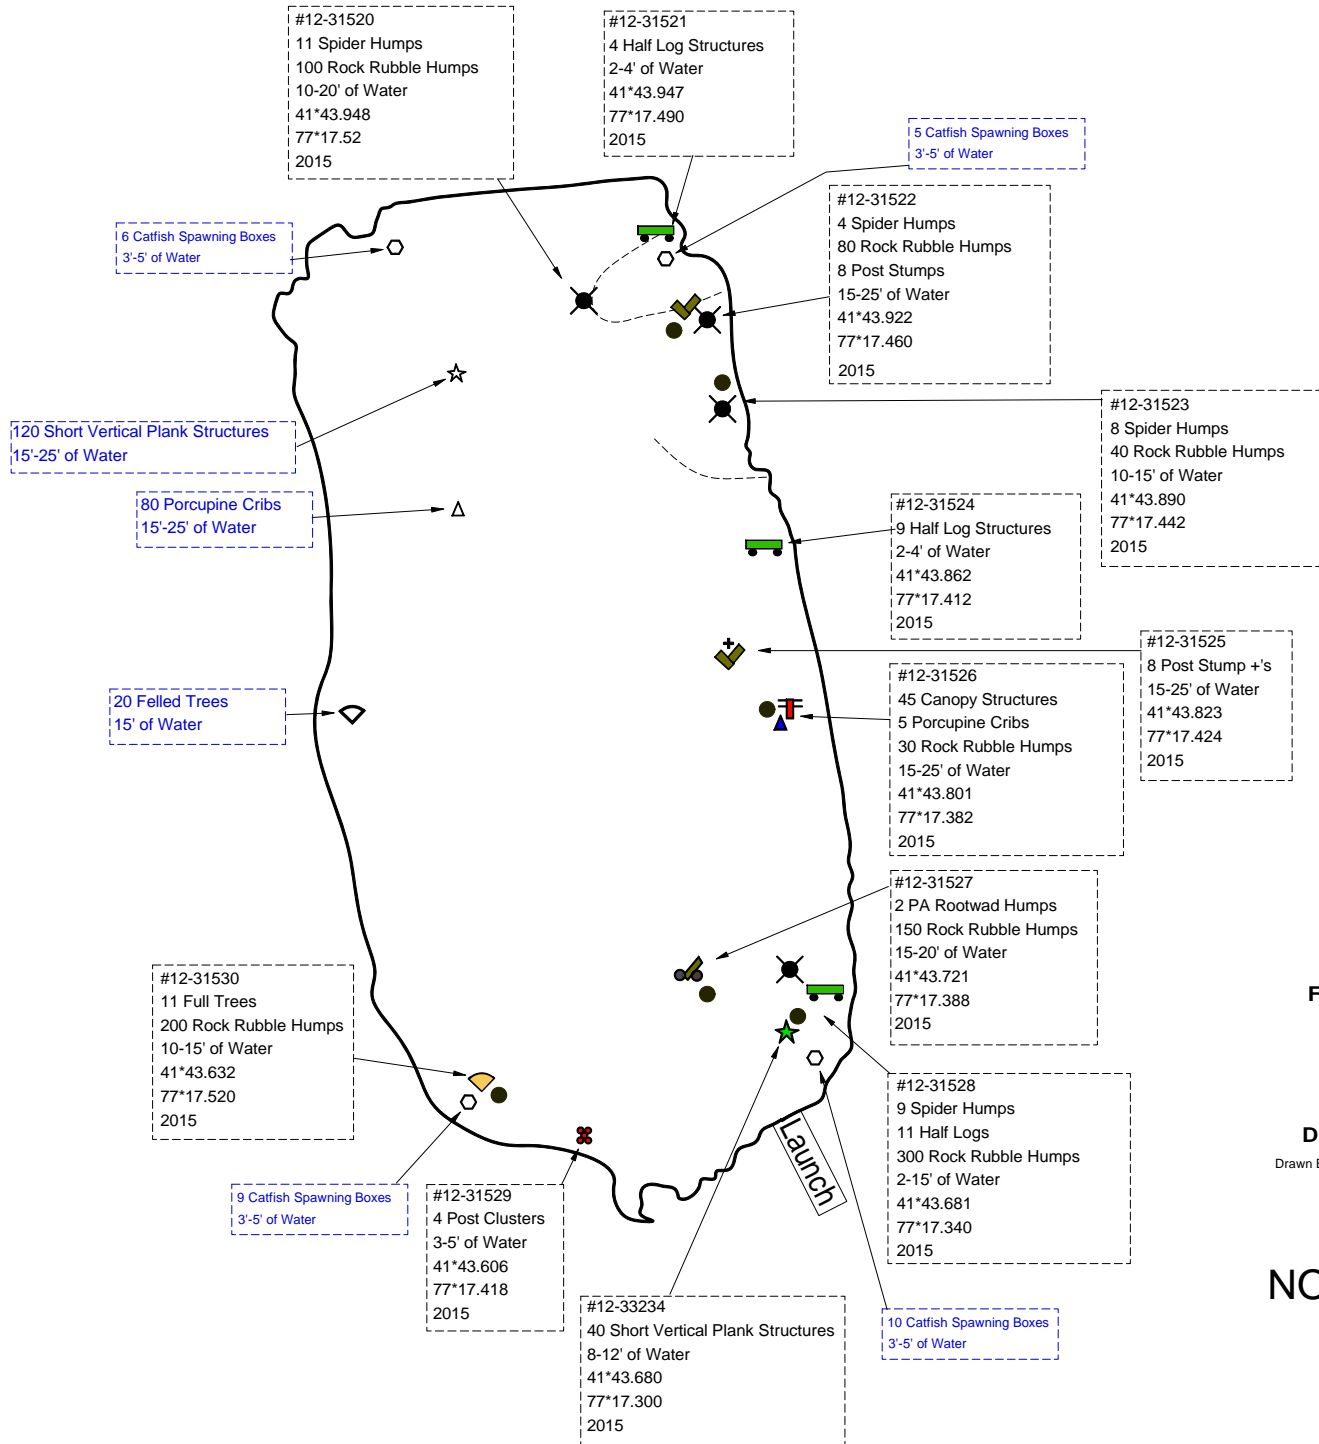 #12-31520
11 Spider Humps
100 Rock Rubble Humps
10-20' of Water
41*43.948
77*17.52
2015
#12-31521
4 Half Log Structures
2-4' of Water
41*43.947
77*17.490
2015
5 Catfish Spawning Boxes
3'-5' of Water
#12-31522
4 Spider Humps
80 Rock Rubble Humps
8 Post Stumps
15-25' of Water
41*43.922
77*17.460
2015
6 Catfish Spawning Boxes
3'-5' of Water
120 Short Vertical Plank Structures
15'-25' of Water
#12-31523
8 Spider Humps
40 Rock Rubble Humps
10-15' of Water
41*43.890
77*17.442
2015
80 Porcupine Cribs
15'-25' of Water
#12-31524
9 Half Log Structures
2-4' of Water
41*43.862
77*17.412
2015
#12-31525
8 Post Stump +'s
15-25' of Water
41*43.823
77*17.424
2015
20 Felled Trees
15' of Water
#12-31526
45 Canopy Structures
5 Porcupine Cribs
30 Rock Rubble Humps
15-25' of Water
41*43.801
77*17.382
2015
#12-31527
2 PA Rootwad Humps
150 Rock Rubble Humps
15-20' of Water
41*43.721
77*17.388
2015
#12-31530
11 Full Trees
200 Rock Rubble Humps
10-15' of Water
41*43.632
77*17.520
2015
F
#12-31528
9 Spider Humps
11 Half Logs
300 Rock Rubble Humps
2-15' of Water
41*43.681
77*17.340
2015
Launch
D
Drawn B
9 Catfish Spawning Boxes
3'-5' of Water
#12-31529
4 Post Clusters
3-5' of Water
41*43.606
77*17.418
2015
NO
#12-33234
40 Short Vertical Plank Structures
8-12' of Water
41*43.680
77*17.300
2015
10 Catfish Spawning Boxes
3'-5' of Water